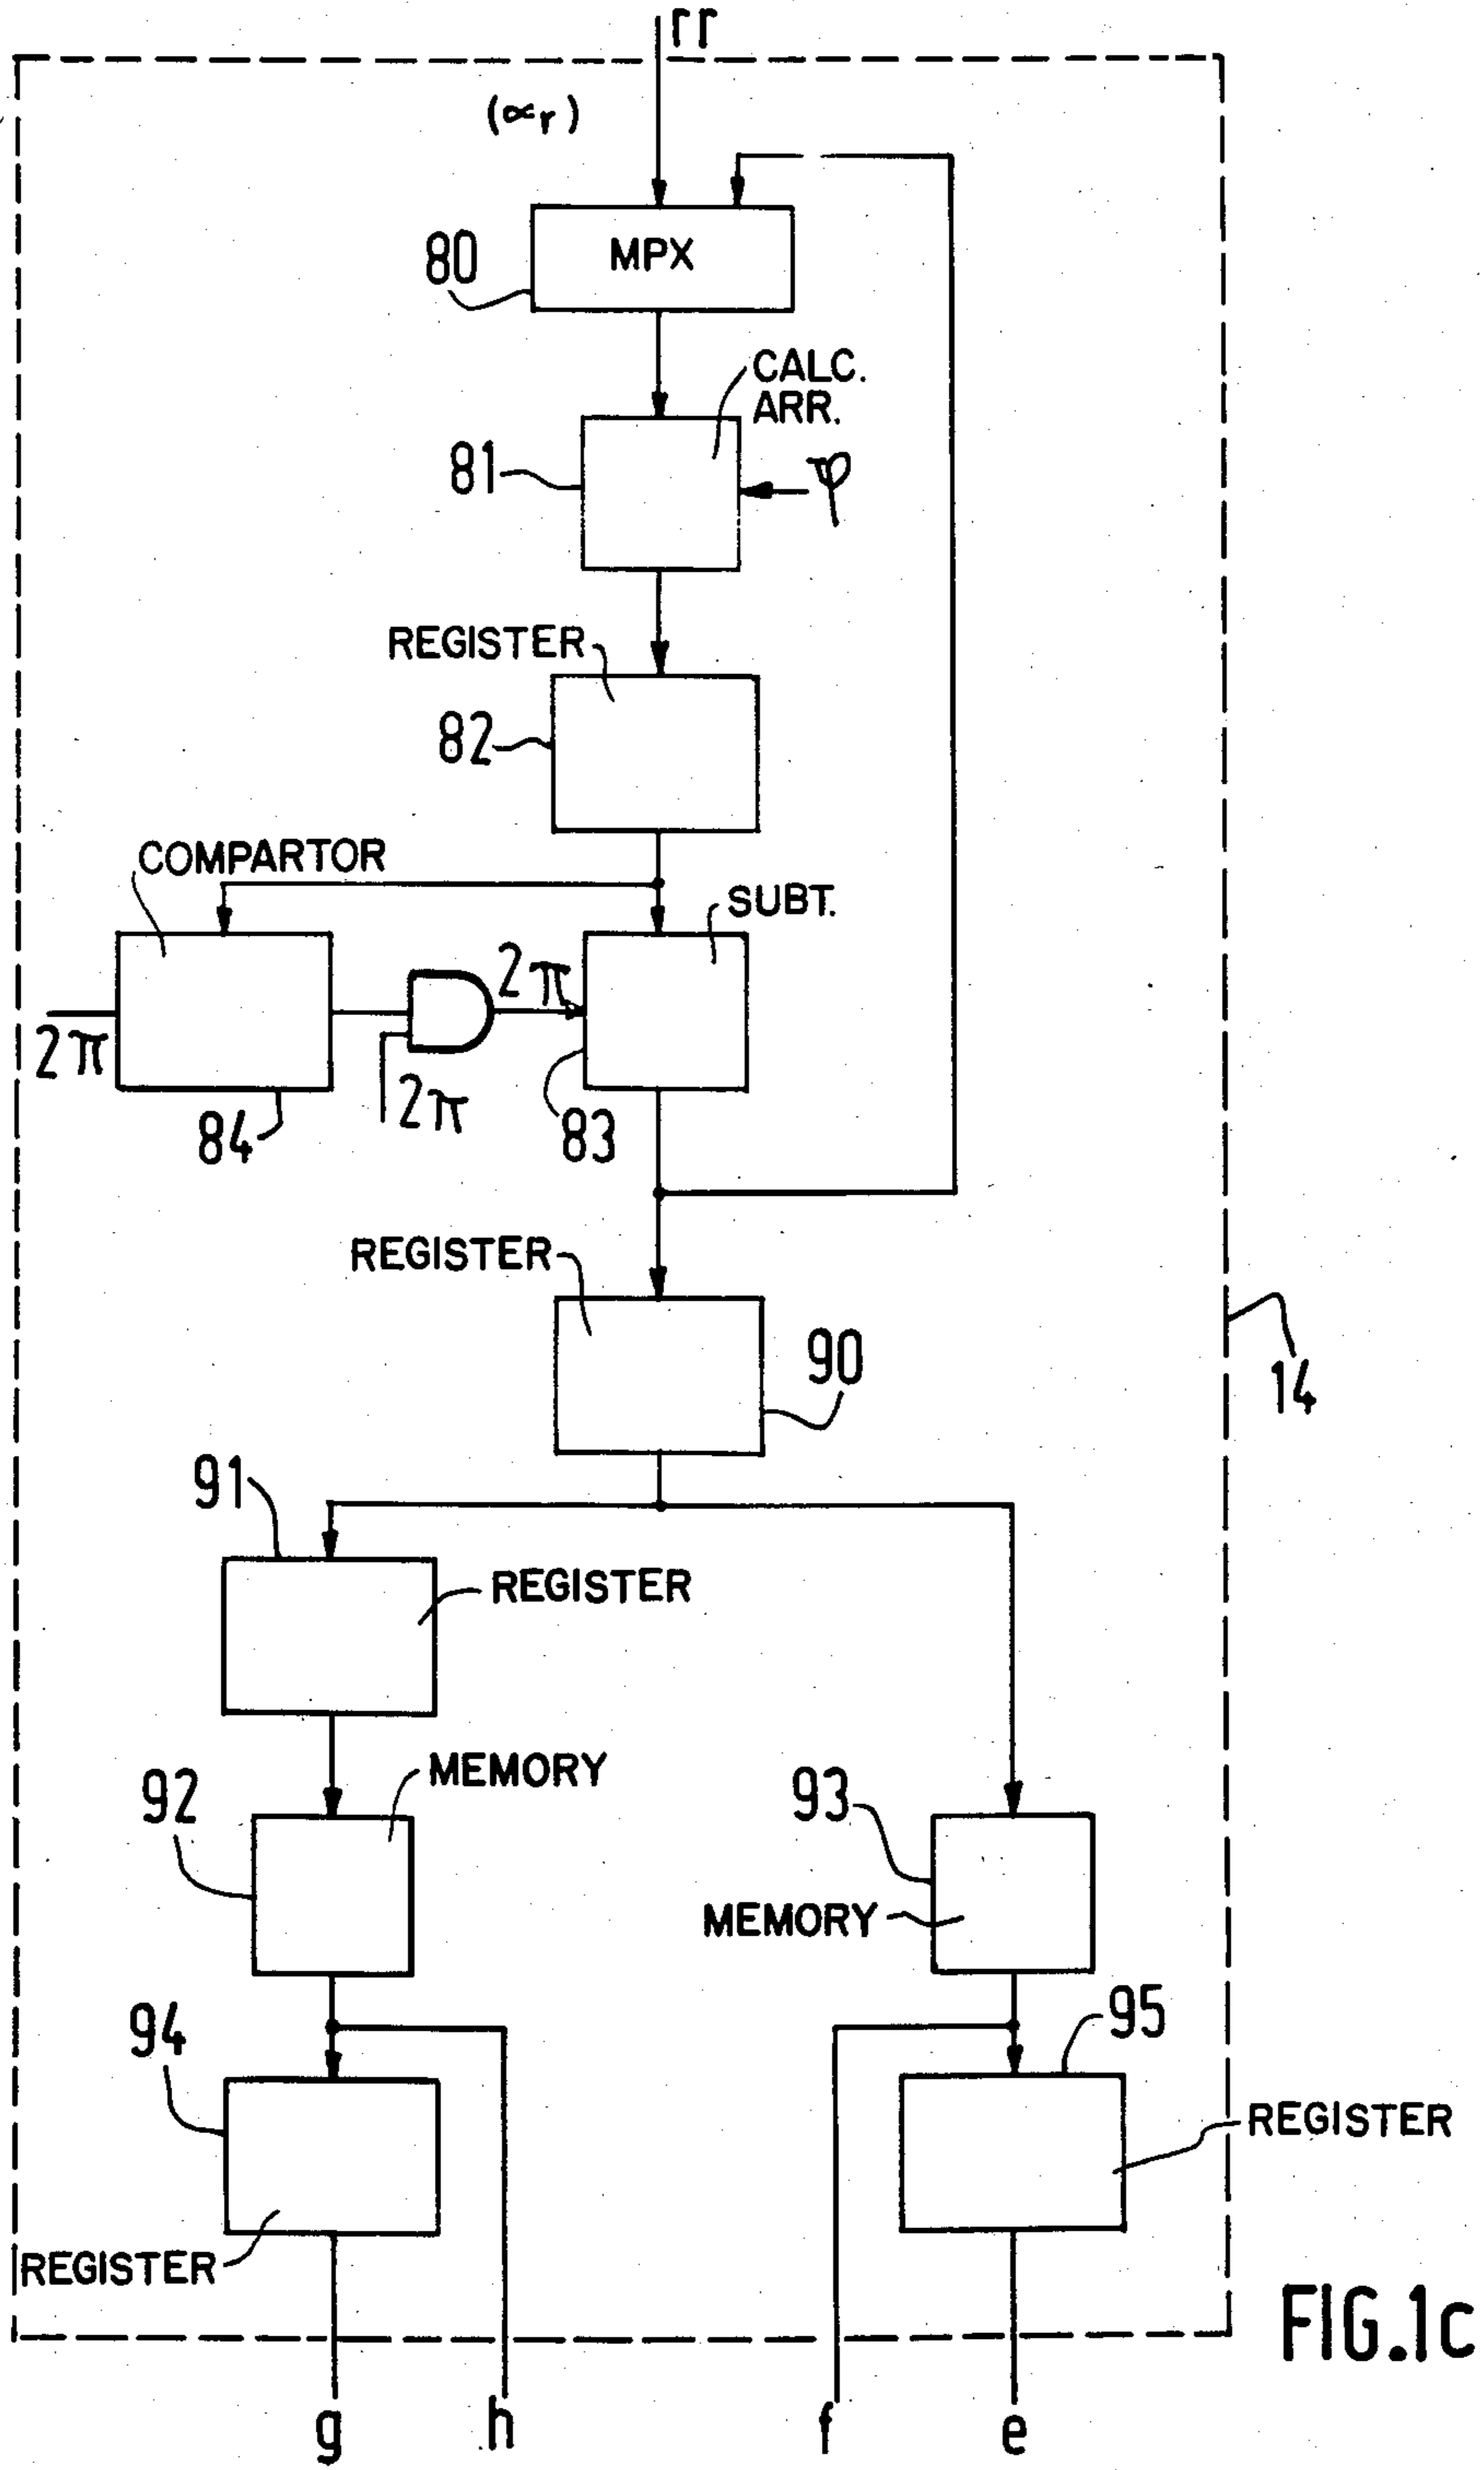 rr
(αr)
80
MPX
CALC.
ARR.
81
φ
REGISTER
82
COMPARTOR
SUBT.
2π
2π
2π
84
83
REGISTER
90
14
91
REGISTER
92
MEMORY
93
MEMORY
94
95
REGISTER
REGISTER
g
h
f
e
FIG.1c